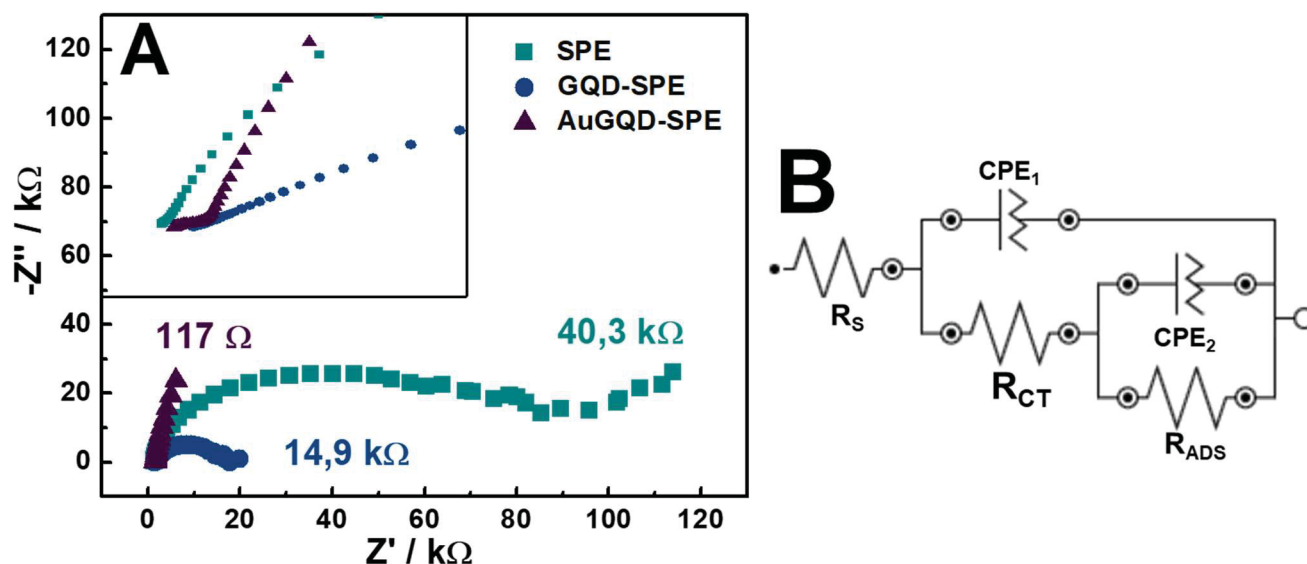 A
-Z'' / kΩ
120
100
80
60
40
20
0
SPE
GQD-SPE
AuGQD-SPE
117 Ω
40,3 kΩ
14,9 kΩ
0 20 40 60 80 100 120
Z' / kΩ
B
CPE1
RS
CPE2
RCT
RADS